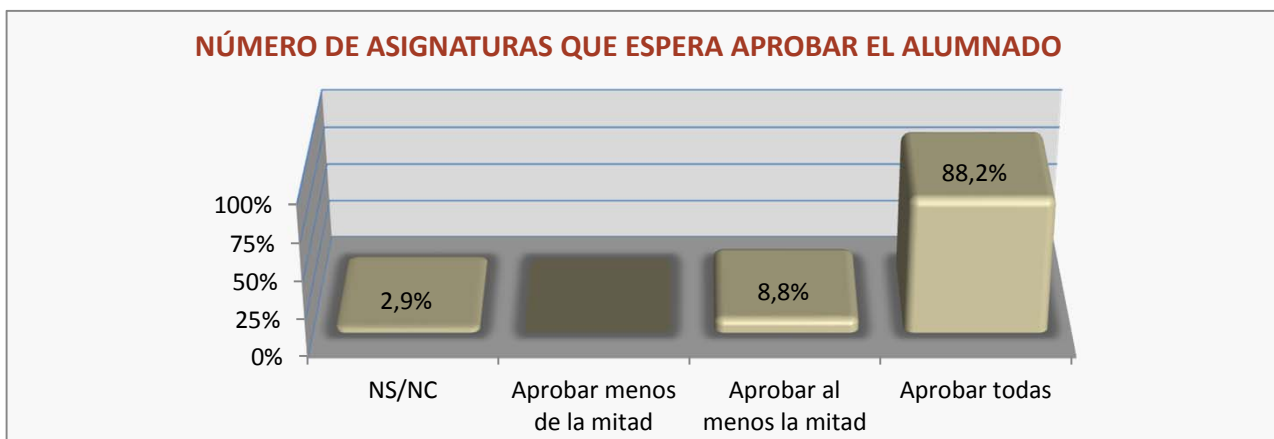 NÚMERO DE ASIGNATURAS QUE ESPERA APROBAR EL ALUMNADO
100%
75%
50%
25%
0%
2,9%
8,8%
88,2%
NS/NC
Aprobar menos
de la mitad
Aprobar al
menos la mitad
Aprobar todas